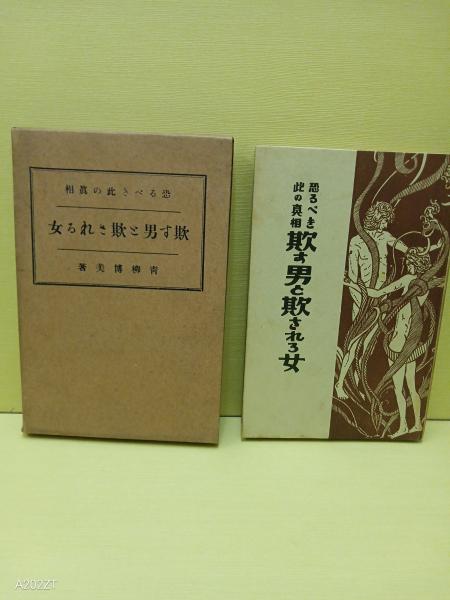 相眞の此きべる恐
女るれさ欺と男す欺
著美博柳青
恐るべき
此の真相
欺す男と欺される女
A202ZT